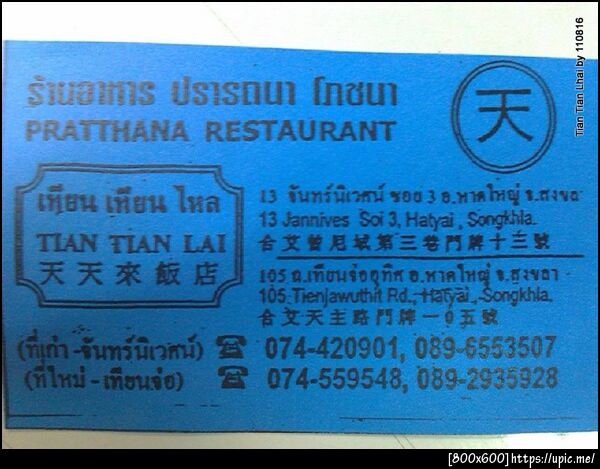 ร้านอาหาร ปรารถนา โภชนา
PRATTHANA RESTAURANT
天
เทียน เทียน ไหล
TIAN TIAN LAI
天天來飯店
13 จันทร์นิเวศน์ ซอย 3 อ.หาดใหญ่ จ.สงขลา
13 Jannives Soi 3, Hatyai, Songkhla.
合艾曾尼城第三巷門牌十三號
105 ถ.เทียนจ่ออุทิศ อ.หาดใหญ่ จ.สงขลา
105 Tienjawuthit Rd., Hatyai, Songkhla.
合艾天主路門牌一0五號
(ที่เก่า -จันทร์นิเวศน์) ☎ 074-420901, 089-6553507
(ที่ใหม่ - เทียนจ่อ) ☎ 074-559548, 089-2935928
Tian Tian Lhai by 110816
[800x600]https://upic.me/